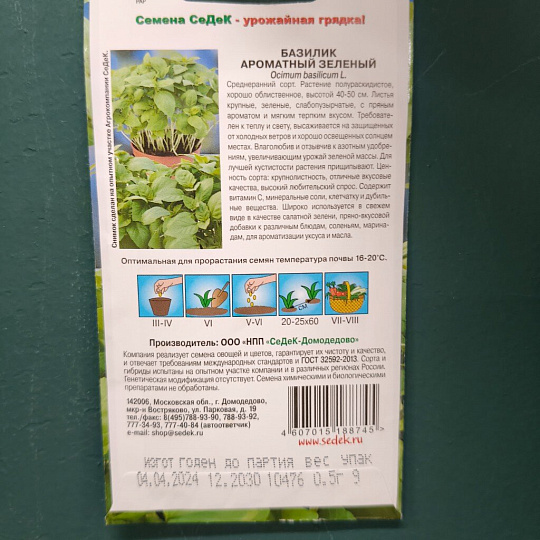 Семена СеДеК - урожайная грядка!
БАЗИЛИК
АРОМАТНЫЙ ЗЕЛЕНЫЙ
Ocimum basilicum L.
Среднеранний сорт. Растение полураскидистое,
хорошо облиственное, высотой 40-50 см. Листья
крупные, зеленые, слабопузырчатые, с пряным
ароматом и мягким терпким вкусом. Требовате-
лен к теплу и свету, высаживается на защищенных
от холодных ветров и хорошо освещенных солнцем
местах. Влаголюбив и отзывчив к азотным удобре-
ниям, увеличивающим урожай зеленой массы. Для
лучшей кустистости растения прищипывают. Цен-
ность сорта: крупнолистность, отличные вкусовые
качества, высокий любительский спрос. Содержит
витамин С, минеральные соли, клетчатку и дубиль-
ные вещества. Широко используется в свежем
виде в качестве салатной зелени, пряно-вкусовой
добавки к различным блюдам, соленьям, марина-
дам, для ароматизации уксуса и масла.
Снимок сделан на опытном участке Агрокомпании СеДеК.
Оптимальная для прорастания семян температура почвы 16-20°С.
СМ
III-IV VI V-VI 20-25x60 VII-VIII
Производитель: ООО «НПП «СеДеК-Домодедово»
Компания реализует семена овощей и цветов, гарантирует их чистоту и качество,
и отвечает требованиям международных стандартов и ГОСТ 32592-2013. Сорта и
гибриды испытаны на опытном участке компании и в различных регионах России.
Генетическая модификация отсутствует. Семена химическими и биологическими
препаратами не обработаны.
142006, Московская обл., г. Домодедово,
мкр-н Востряково, ул. Парковая, д. 19
тел./факс: 8(495)788-93-90, 788-93-92,
777-34-93, 777-40-84 (автоответчик)
e-mail: shop@sedek.ru
4 607015 188745 >
www.sedek.ru
ИЗГОТ ГОДЕН ДО ПАРТИЯ ВЕС УПАК
04.04.2024 12.2030 10476 0.5г 9